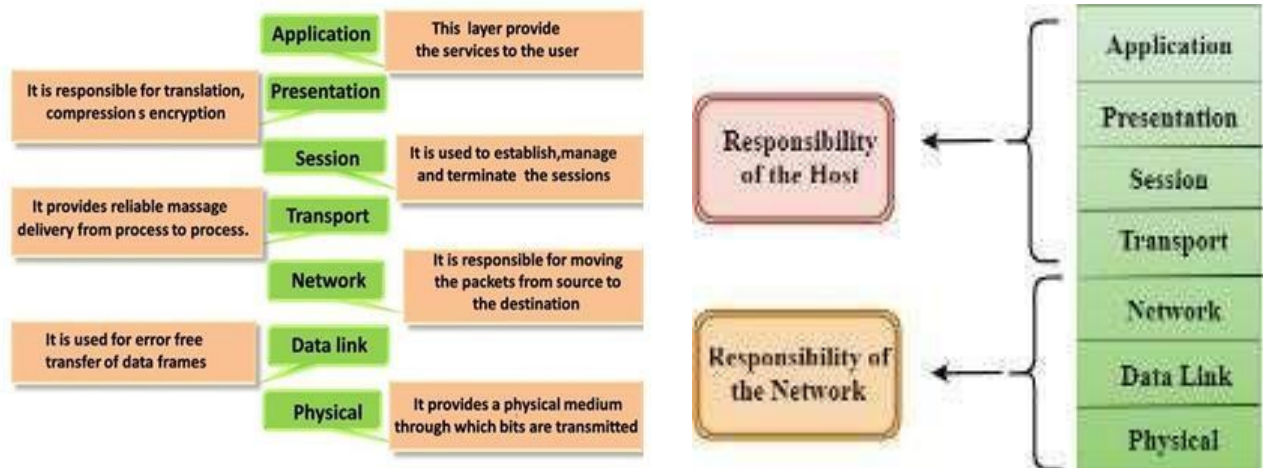 Application
This layer provide
the services to the user
It is responsible for translation,
compression s encryption
Presentation
Session
It is used to establish,manage
and terminate the sessions
It provides reliable massage
delivery from process to process.
Transport
Network
It is responsible for moving
the packets from source to
the destination
It is used for error free
transfer of data frames
Data link
Physical
It provides a physical medium
through which bits are transmitted
Responsibility
of the Host
Responsibility of
the Network
Application
Presentation
Session
Transport
Network
Data Link
Physical